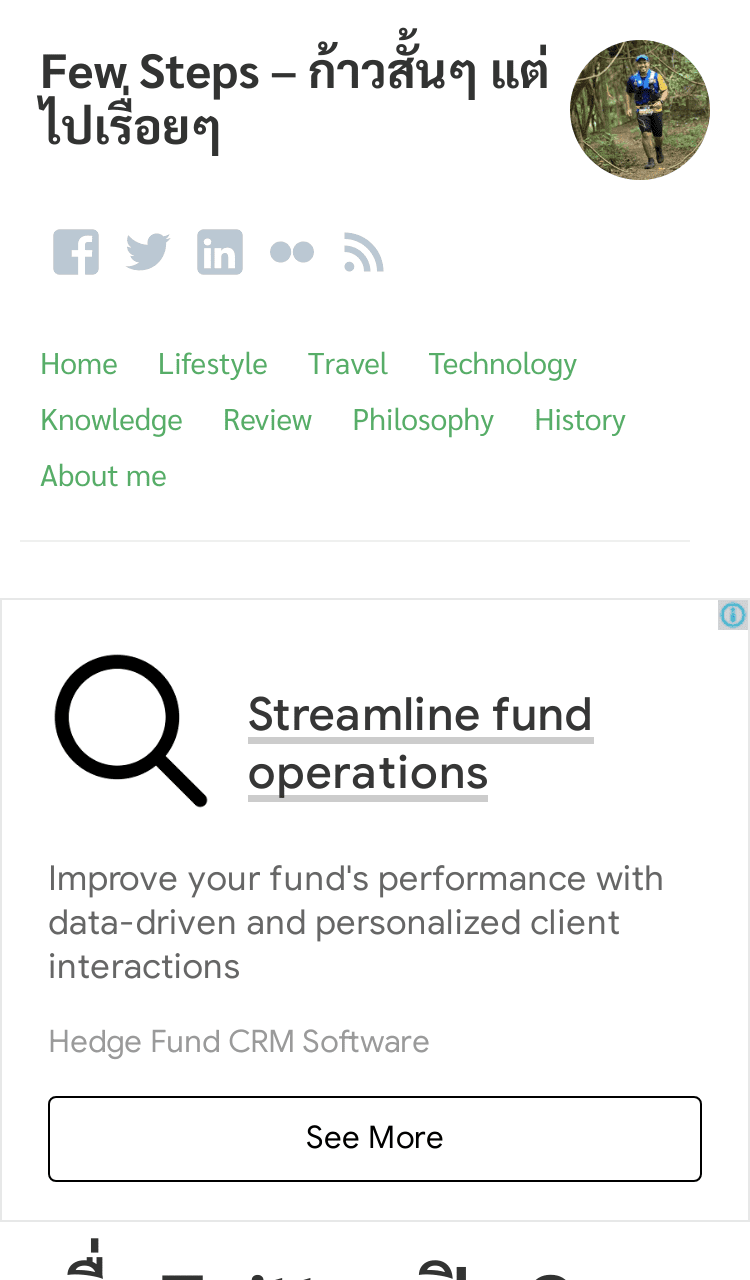 Few Steps – ก้าวสั้นๆ แต่
ไปเรื่อยๆ
Home Lifestyle Travel Technology
Knowledge Review Philosophy History
About me
Streamline fund
operations
Improve your fund's performance with
data-driven and personalized client
interactions
Hedge Fund CRM Software
See More